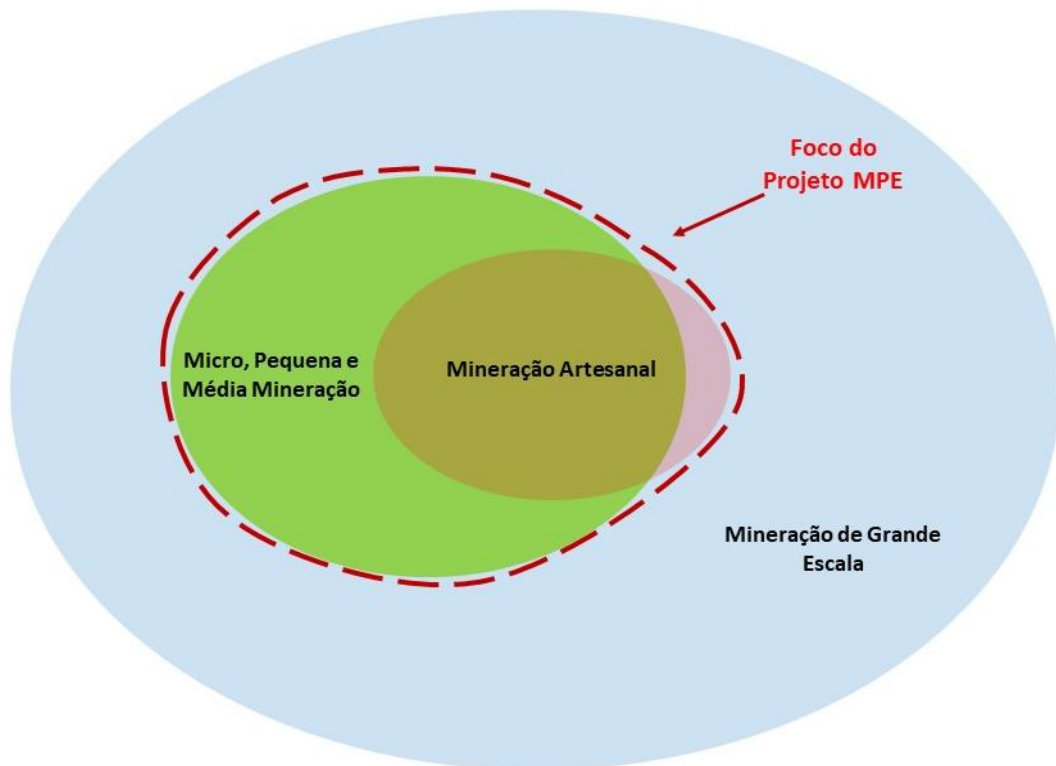 Foco do
Projeto MPE
Micro, Pequena e
Média Mineração
Mineração Artesanal
Mineração de Grande
Escala